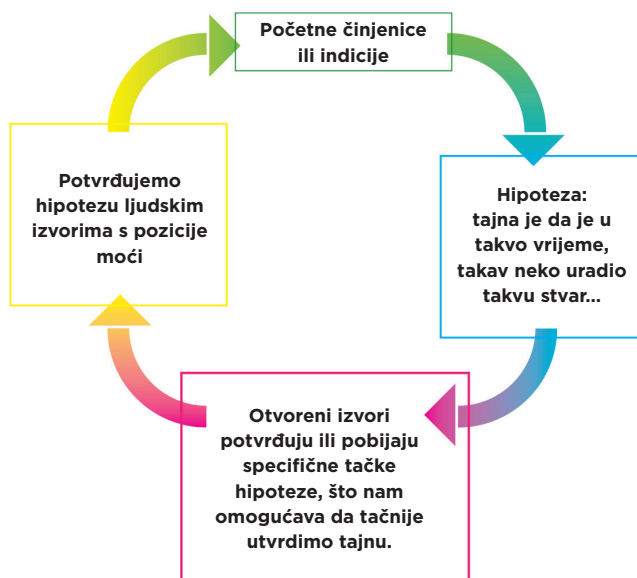 Početne činjenice
ili indicije
Hipoteza:
tajna je da je u
takvo vrijeme,
takav neko uradio
takvu stvar...
Otvoreni izvori
potvrđuju ili pobijaju
specifične tačke
hipoteze, što nam
omogućava da tačnije
utvrdimo tajnu.
Potvrđujemo
hipotezu ljudskim
izvorima s pozicije
moći